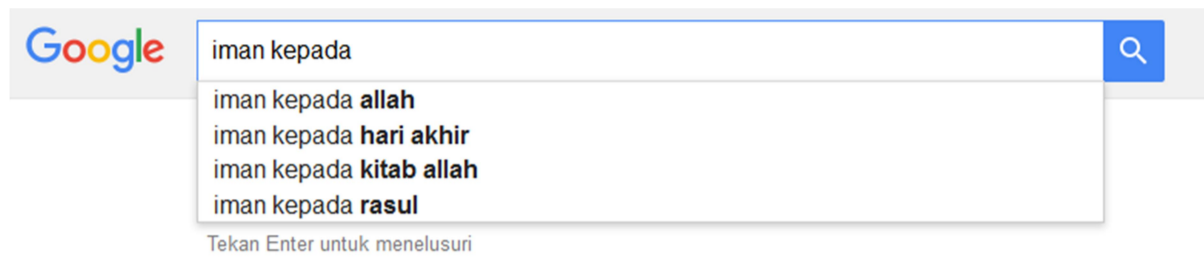 Google
iman kepada
iman kepada allah
iman kepada hari akhir
iman kepada kitab allah
iman kepada rasul
Tekan Enter untuk menelusuri